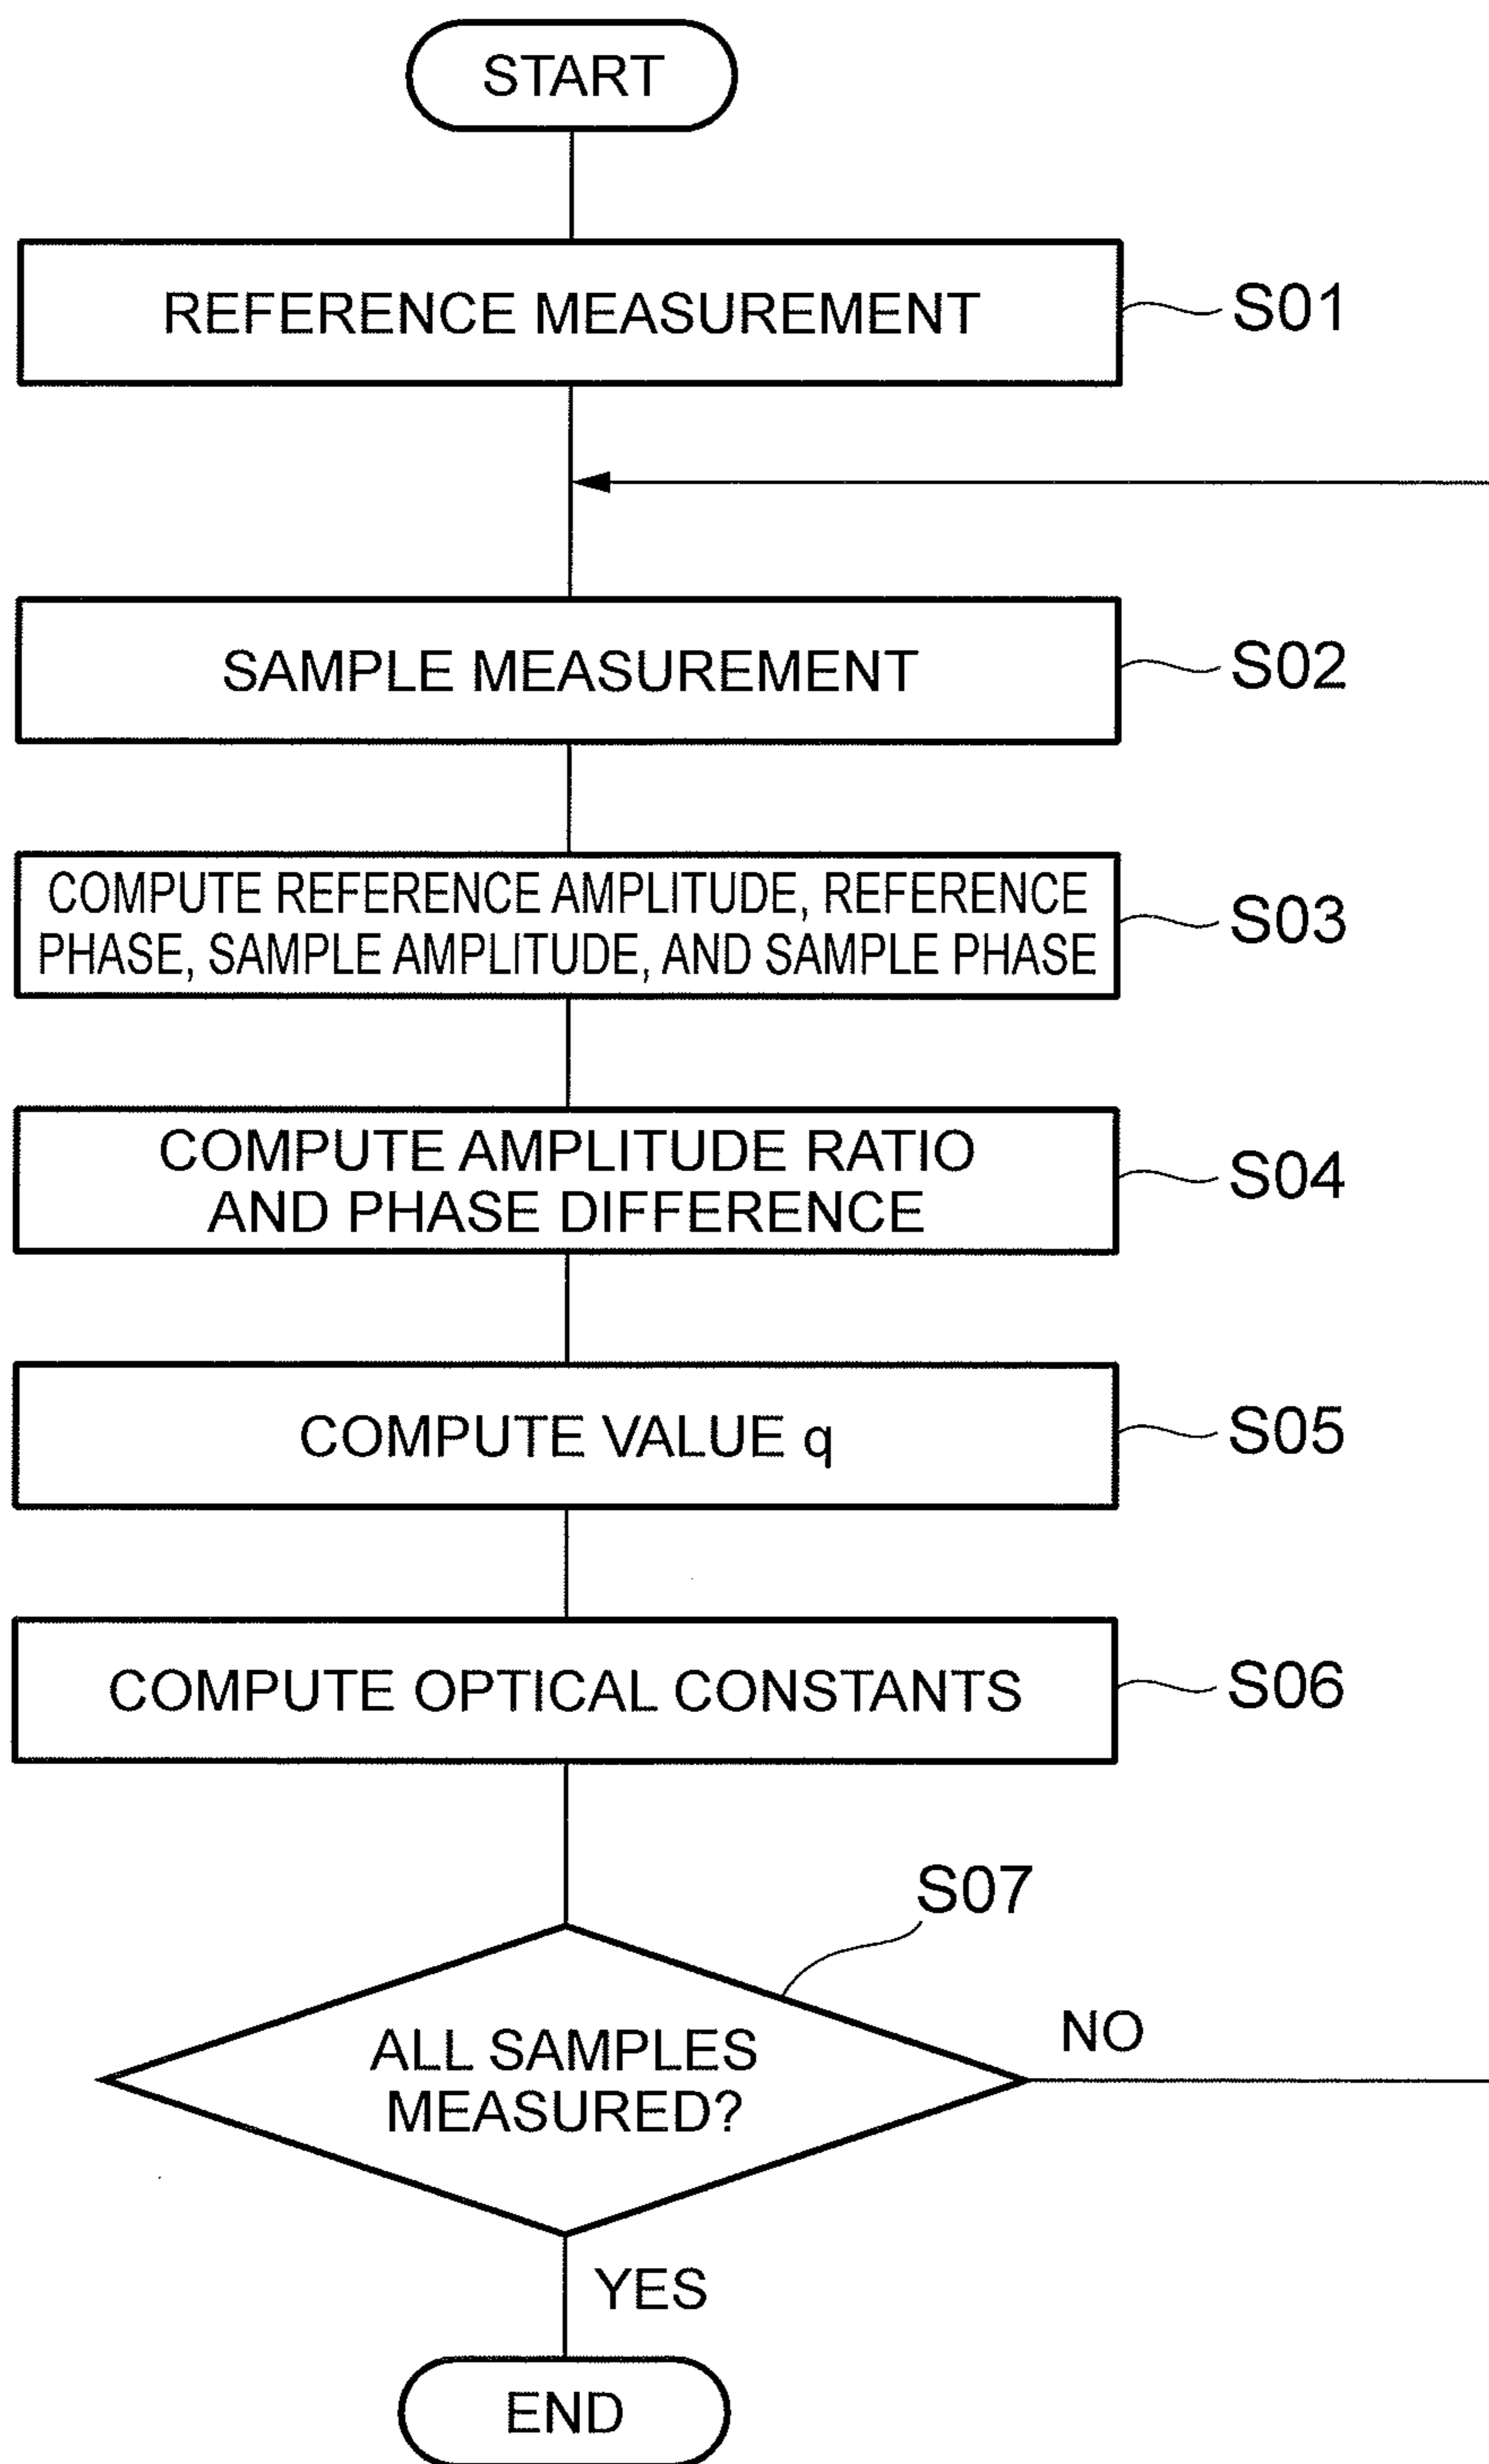 START
REFERENCE MEASUREMENT
S01
SAMPLE MEASUREMENT
S02
COMPUTE REFERENCE AMPLITUDE, REFERENCE
PHASE, SAMPLE AMPLITUDE, AND SAMPLE PHASE
S03
COMPUTE AMPLITUDE RATIO
AND PHASE DIFFERENCE
S04
COMPUTE VALUE q
S05
COMPUTE OPTICAL CONSTANTS
S06
S07
ALL SAMPLES
MEASURED?
NO
YES
END